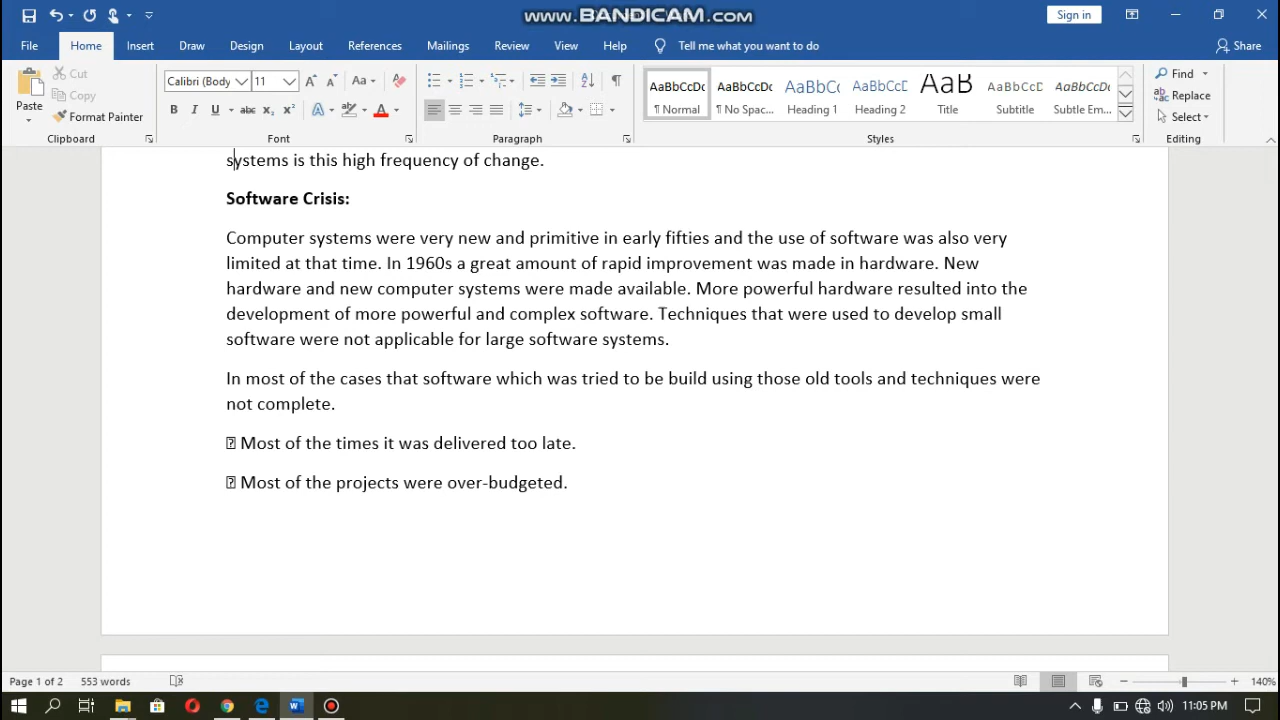 www.BANDICAM.com
Sign in
File Home Insert Draw Design Layout References Mailings Review View Help Tell me what you want to do Share
Paste
Cut
Copy
Format Painter
Calibri (Body 11
Aa
B I U abc x₂ x² A A
AaBbCcDc AaBbCcDc AaBbCc AaBbCcD AaB AaBbCcD AaBbCcDc
¶ Normal ¶ No Spac... Heading 1 Heading 2 Title Subtitle Subtle Em...
Find
Replace
Select
Clipboard Font Paragraph Styles Editing
systems is this high frequency of change.
Software Crisis:
Computer systems were very new and primitive in early fifties and the use of software was also very
limited at that time. In 1960s a great amount of rapid improvement was made in hardware. New
hardware and new computer systems were made available. More powerful hardware resulted into the
development of more powerful and complex software. Techniques that were used to develop small
software were not applicable for large software systems.
In most of the cases that software which was tried to be build using those old tools and techniques were
not complete.
⍰ Most of the times it was delivered too late.
⍰ Most of the projects were over-budgeted.
Page 1 of 2 553 words 140%
11:05 PM